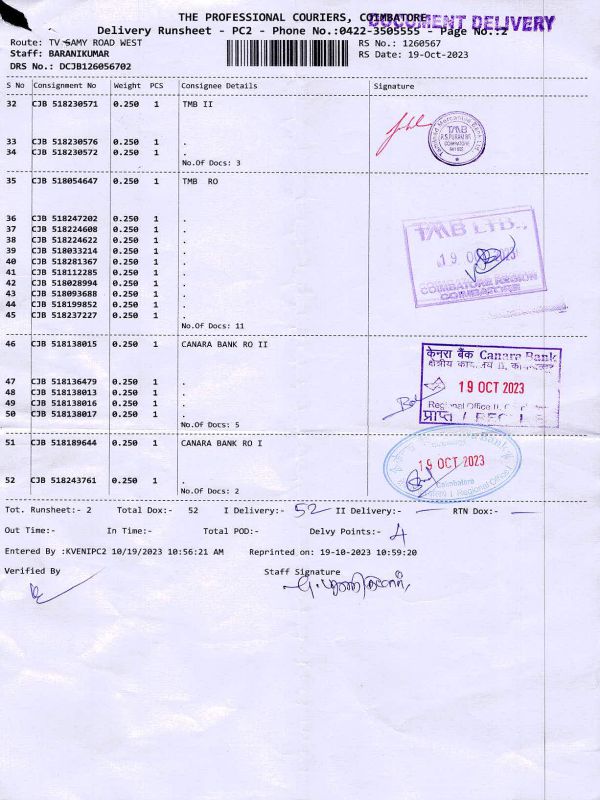 THE PROFESSIONAL COURIERS, COIMBATORE
DOCUMENT DELIVERY
Delivery Runsheet - PC2 - Phone No.:0422-3505555 - Page No.:2
Route: TV SAMY ROAD WEST RS No.: 1260567
Staff: BARANIKUMAR RS Date: 19-Oct-2023
DRS No.: DCJB126056702
S No Consignment No Weight PCS Consignee Details Signature
32 CJB 518230571 0.250 1 TMB II
33 CJB 518230576 0.250 1 .
34 CJB 518230572 0.250 1 .
No.Of Docs: 3
TMB
COIMBATORE
35 CJB 518054647 0.250 1 TMB RO
36 CJB 518247202 0.250 1 .
37 CJB 518224608 0.250 1 .
38 CJB 518224622 0.250 1 .
39 CJB 518033214 0.250 1 .
40 CJB 518281367 0.250 1 .
41 CJB 518112285 0.250 1 .
42 CJB 518028994 0.250 1 .
43 CJB 518093688 0.250 1 .
44 CJB 518199852 0.250 1 .
45 CJB 518237227 0.250 1 .
No.Of Docs: 11
TMB LTD.,
19
COIMBATORE REGION
COIMBATORE
46 CJB 518138015 0.250 1 CANARA BANK RO II
47 CJB 518136479 0.250 1 .
48 CJB 518138013 0.250 1 .
49 CJB 518138016 0.250 1 .
50 CJB 518138017 0.250 1 .
No.Of Docs: 5
केनरा बैंक Canara Bank
क्षेत्रीय
19 OCT 2023
Regional Office II,
प्राप्त /
51 CJB 518189644 0.250 1 CANARA BANK RO I
52 CJB 518243761 0.250 1 .
No.Of Docs: 2
Bank
19 OCT 2023
Coimbatore
Regional Office
Tot. Runsheet:- 2 Total Dox:- 52 I Delivery:- 52 II Delivery:- — RTN Dox:- —
Out Time:- In Time:- Total POD:- Delvy Points:- 4
Entered By :KVENIPC2 10/19/2023 10:56:21 AM Reprinted on: 19-10-2023 10:59:20
Verified By Staff Signature